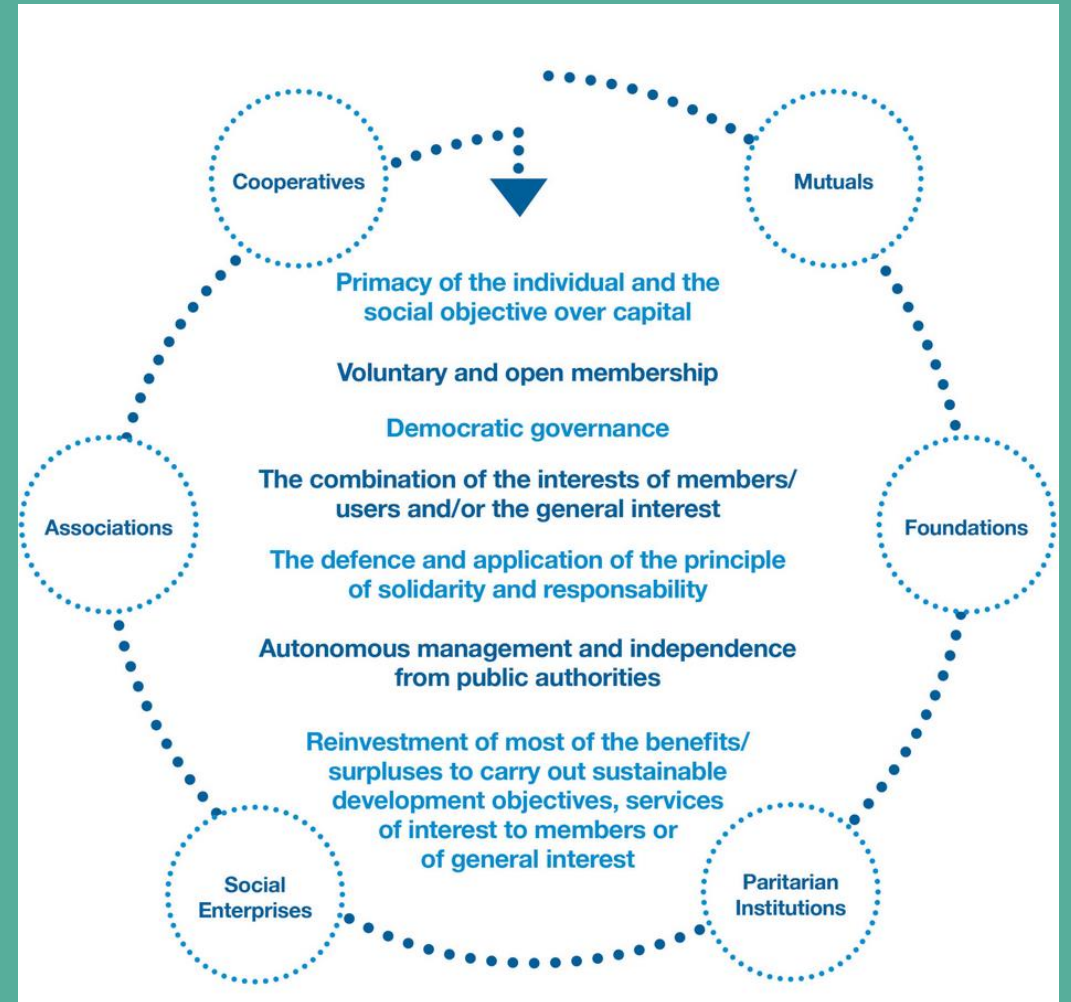 Cooperatives
Mutuals
Primacy of the individual and the
social objective over capital
Voluntary and open membership
Democratic governance
The combination of the interests of members/
users and/or the general interest
Associations
Foundations
The defence and application of the principle
of solidarity and responsability
Autonomous management and independence
from public authorities
Reinvestment of most of the benefits/
surpluses to carry out sustainable
development objectives, services
of interest to members or
of general interest
Social
Enterprises
Paritarian
Institutions